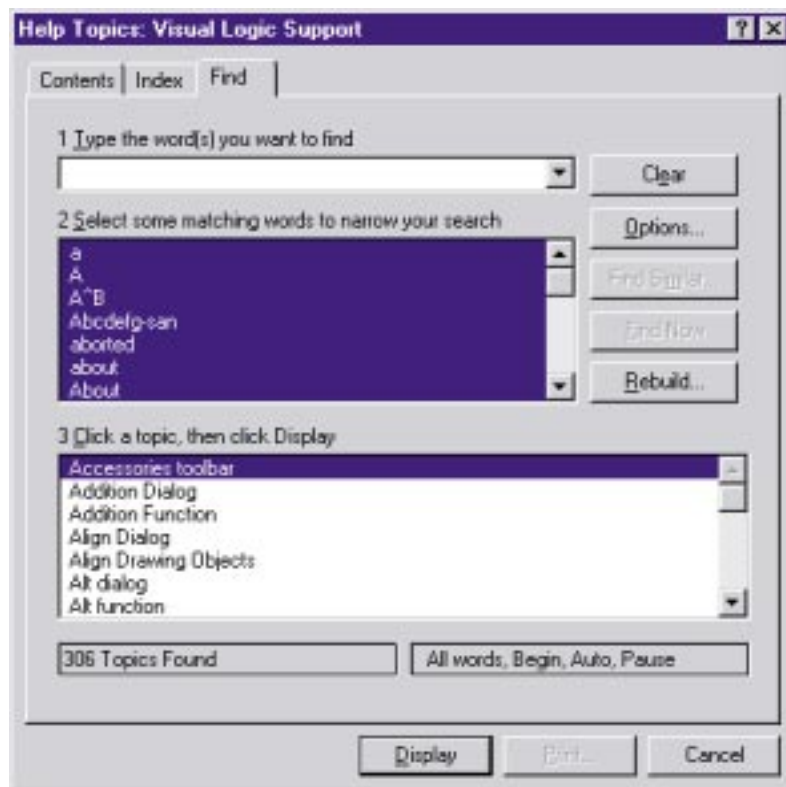 Help Topics: Visual Logic Support
Contents Index Find
1 Type the word(s) you want to find
Clear
2 Select some matching words to narrow your search
Options...
a
A
A^B
Abcdefg-san
aborted
about
About
Find Similar...
Find Now
Rebuild...
3 Click a topic, then click Display
Accessories toolbar
Addition Dialog
Addition Function
Align Dialog
Align Drawing Objects
Alt dialog
Alt function
306 Topics Found
All words, Begin, Auto, Pause
Display Print... Cancel